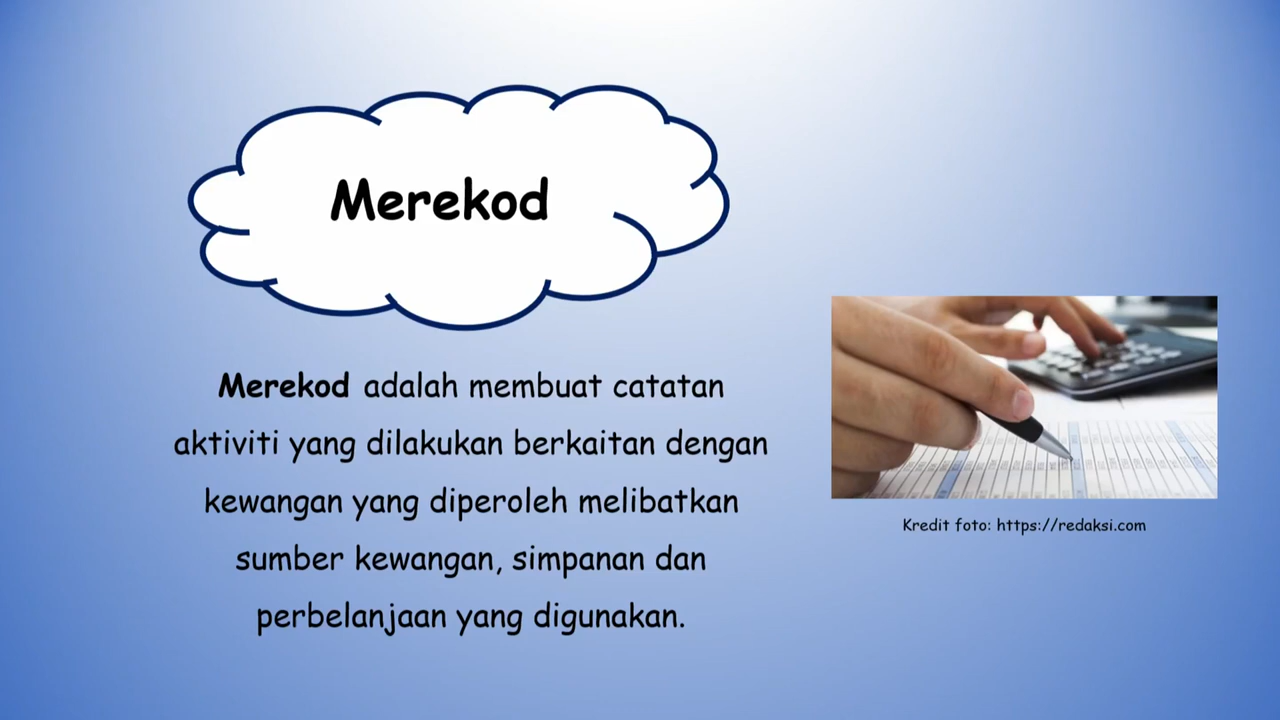 Merekod
Merekod adalah membuat catatan
aktiviti yang dilakukan berkaitan dengan
kewangan yang diperoleh melibatkan
sumber kewangan, simpanan dan
perbelanjaan yang digunakan.
Kredit foto: https://redaksi.com